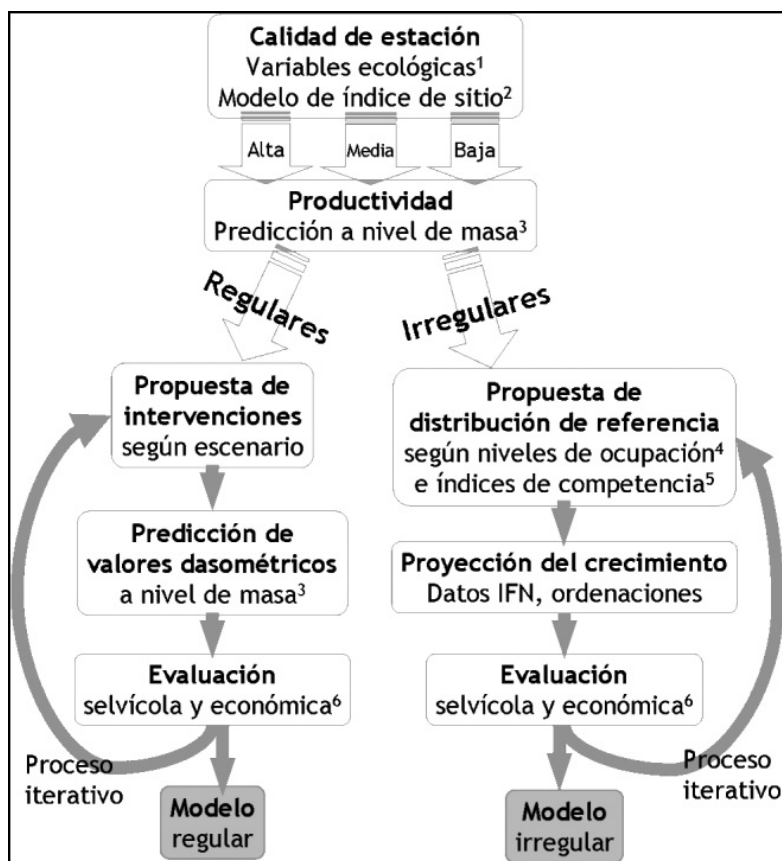 Calidad de estación
Variables ecológicas¹
Modelo de índice de sitio²
Alta
Media
Baja
Productividad
Predicción a nivel de masa³
Regulares
Irregulares
Propuesta de
intervenciones
según escenario
Predicción de
valores dasométricos
a nivel de masa³
Evaluación
selvícola y económica⁶
Proceso
iterativo
Modelo
regular
Propuesta de
distribución de referencia
según niveles de ocupación⁴
e índices de competencia⁵
Proyección del crecimiento
Datos IFN, ordenaciones
Evaluación
selvícola y económica⁶
Proceso
iterativo
Modelo
irregular